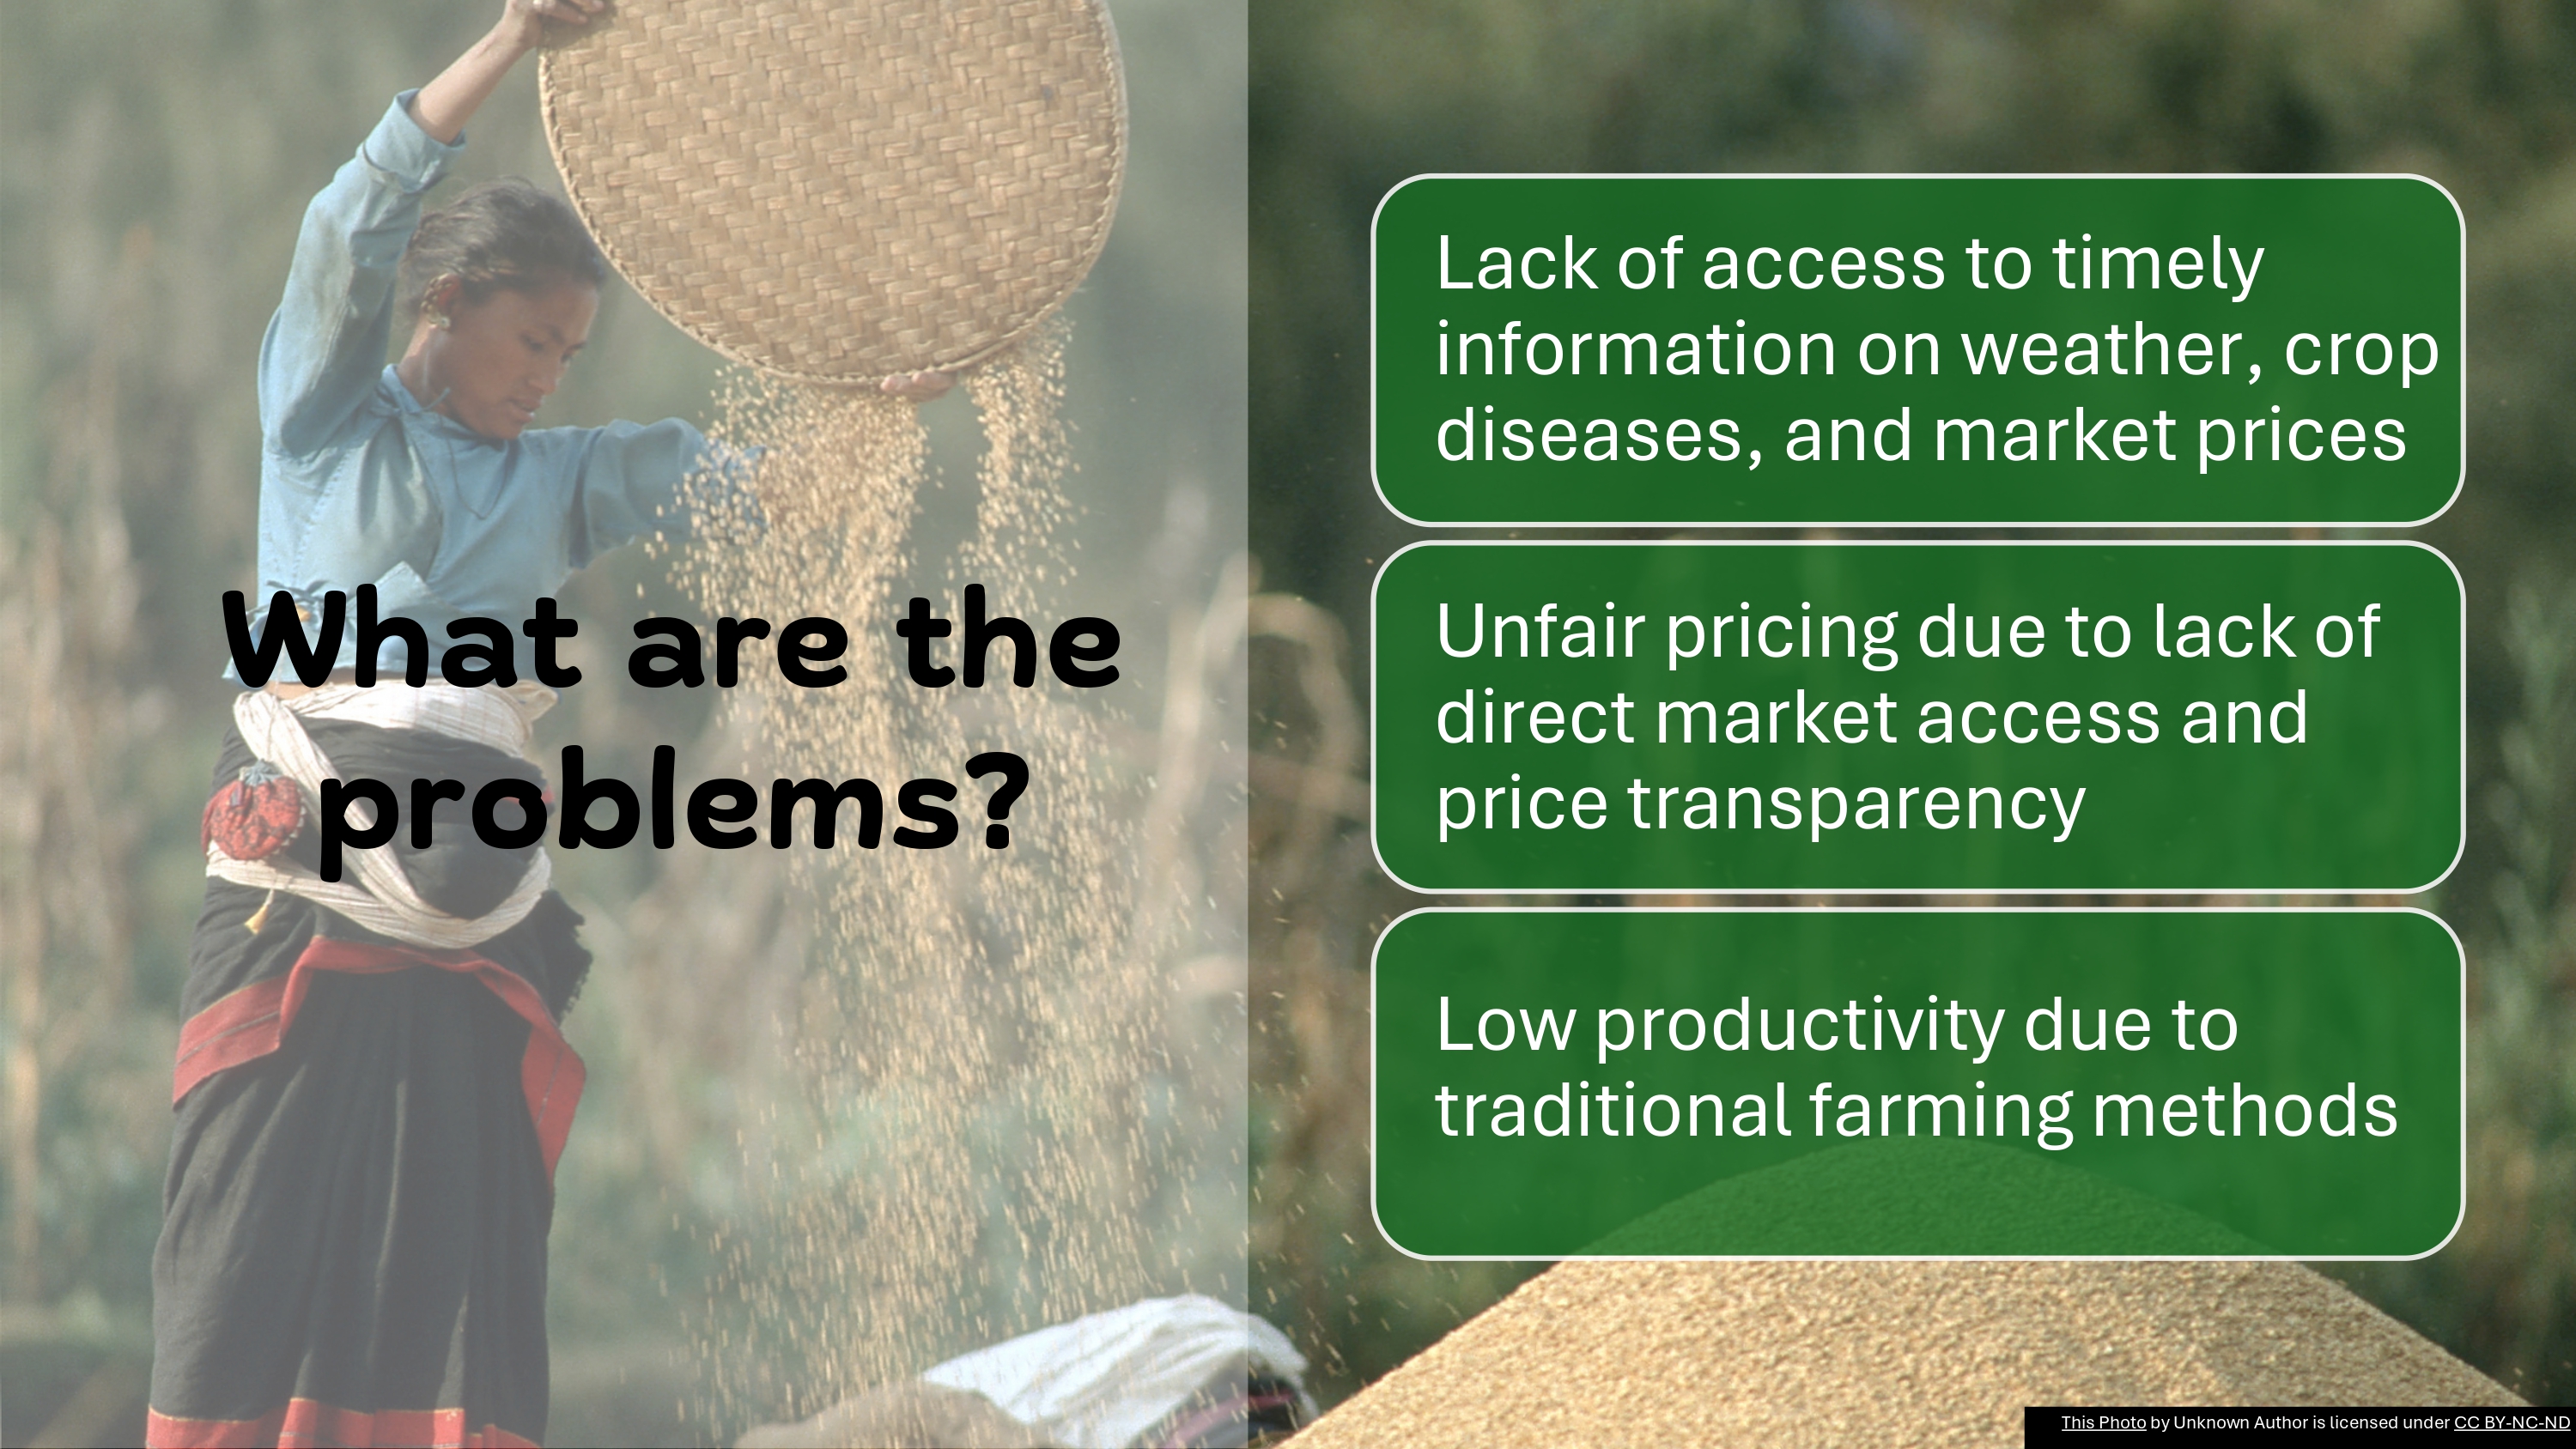 What are the
problems?
Lack of access to timely
information on weather, crop
diseases, and market prices
Unfair pricing due to lack of
direct market access and
price transparency
Low productivity due to
traditional farming methods
This Photo by Unknown Author is licensed under CC BY-NC-ND